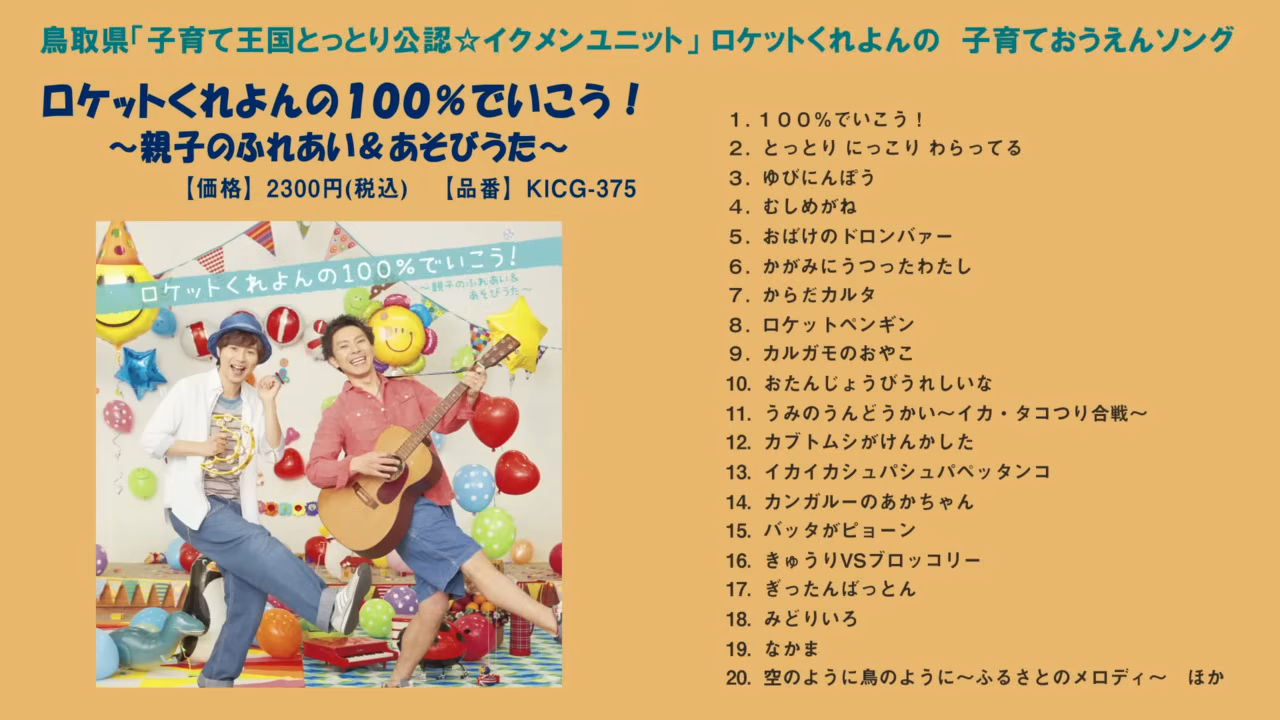 鳥取県「子育て王国とっとり公認☆イクメンユニット」 ロケットくれよんの 子育ておうえんソング
ロケットくれよんの100%でいこう！
～親子のふれあい＆あそびうた～
【価格】2300円(税込) 【品番】KICG-375
ロケットくれよんの100%でいこう!
～親子のふれあい&
あそびうた～
1. 100%でいこう！
2. とっとり にっこり わらってる
3. ゆびにんぽう
4. むしめがね
5. おばけのドロンバァー
6. かがみにうつったわたし
7. からだカルタ
8. ロケットペンギン
9. カルガモのおやこ
10. おたんじょうびうれしいな
11. うみのうんどうかい～イカ・タコつり合戦～
12. カブトムシがけんかした
13. イカイカシュパシュパペッタンコ
14. カンガルーのあかちゃん
15. バッタがピョーン
16. きゅうりVSブロッコリー
17. ぎったんばっとん
18. みどりいろ
19. なかま
20. 空のように鳥のように～ふるさとのメロディ～ ほか